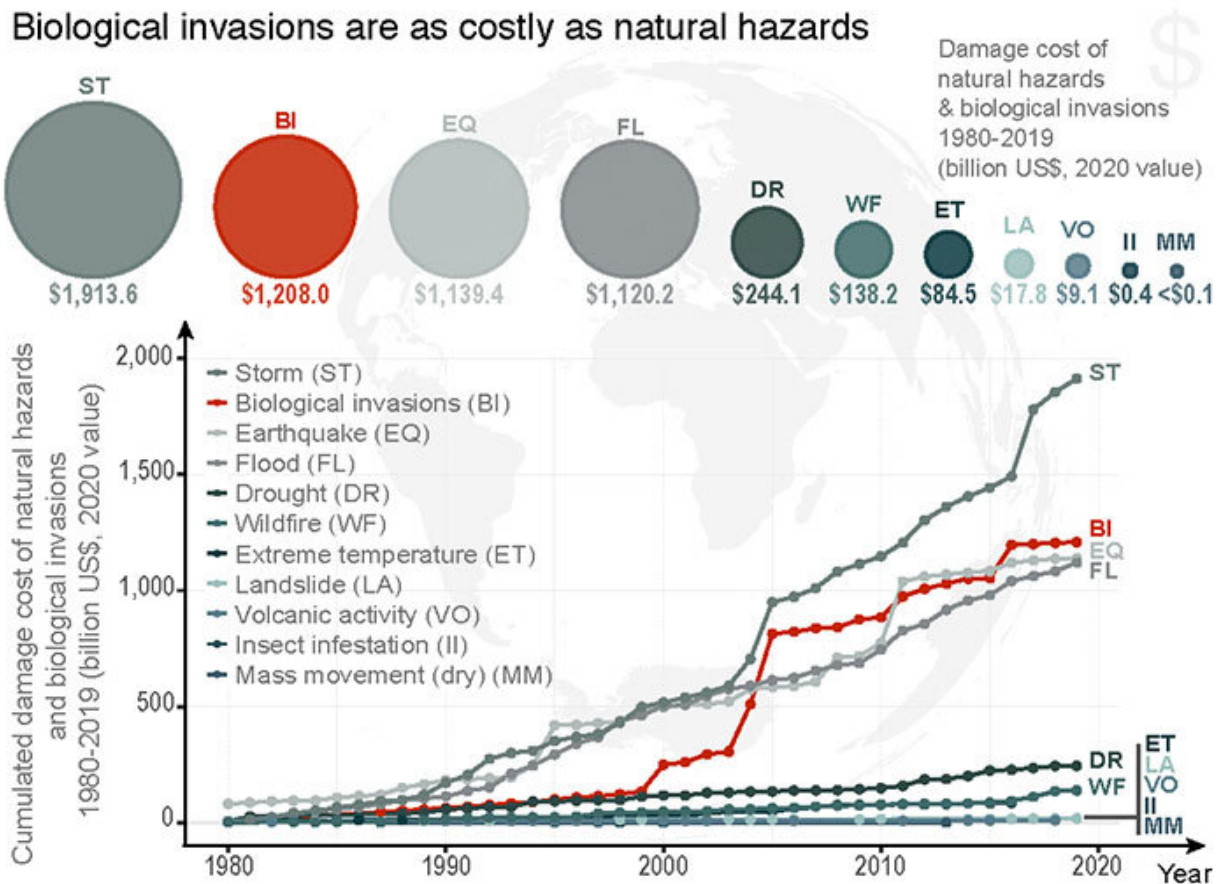 Biological invasions are as costly as natural hazards
$
Damage cost of
natural hazards
& biological invasions
1980-2019
(billion US$, 2020 value)
ST
BI
EQ
FL
DR
WF
ET
LA
VO
II
MM
$1,913.6
$1,208.0
$1,139.4
$1,120.2
$244.1
$138.2
$84.5
$17.8
$9.1
$0.4
<$0.1
Cumulated damage cost of natural hazards
and biological invasions
1980-2019 (billion US$, 2020 value)
2,000
1,500
1,000
500
0
Storm (ST)
Biological invasions (BI)
Earthquake (EQ)
Flood (FL)
Drought (DR)
Wildfire (WF)
Extreme temperature (ET)
Landslide (LA)
Volcanic activity (VO)
Insect infestation (II)
Mass movement (dry) (MM)
ST
BI
EQ
FL
DR
WF
ET
LA
VO
II
MM
1980
1990
2000
2010
2020
Year